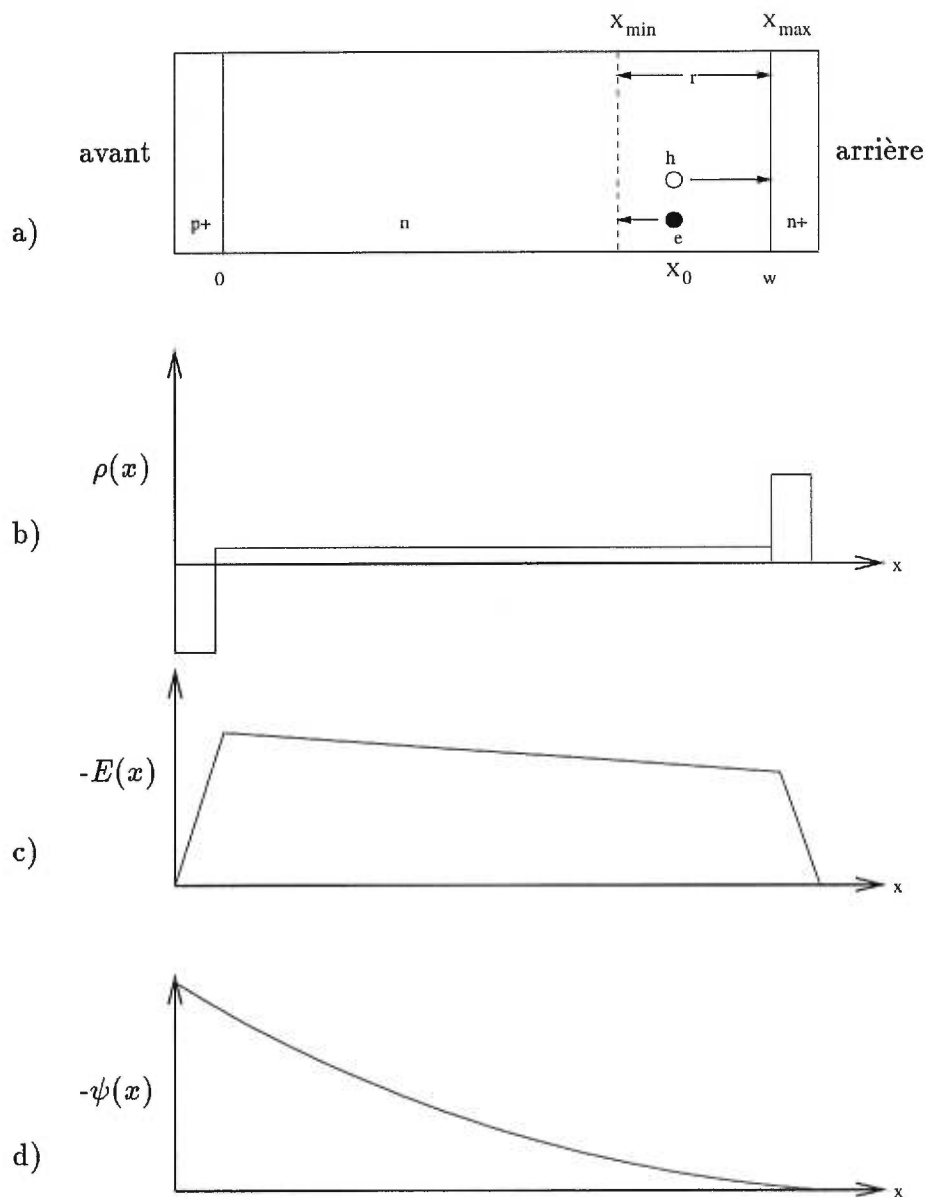 X_min X_max
r
avant arrière
h
a) p+ n e n+
0 X_0 w
ρ(x)
b)
x
-E(x)
c)
x
-ψ(x)
d)
x